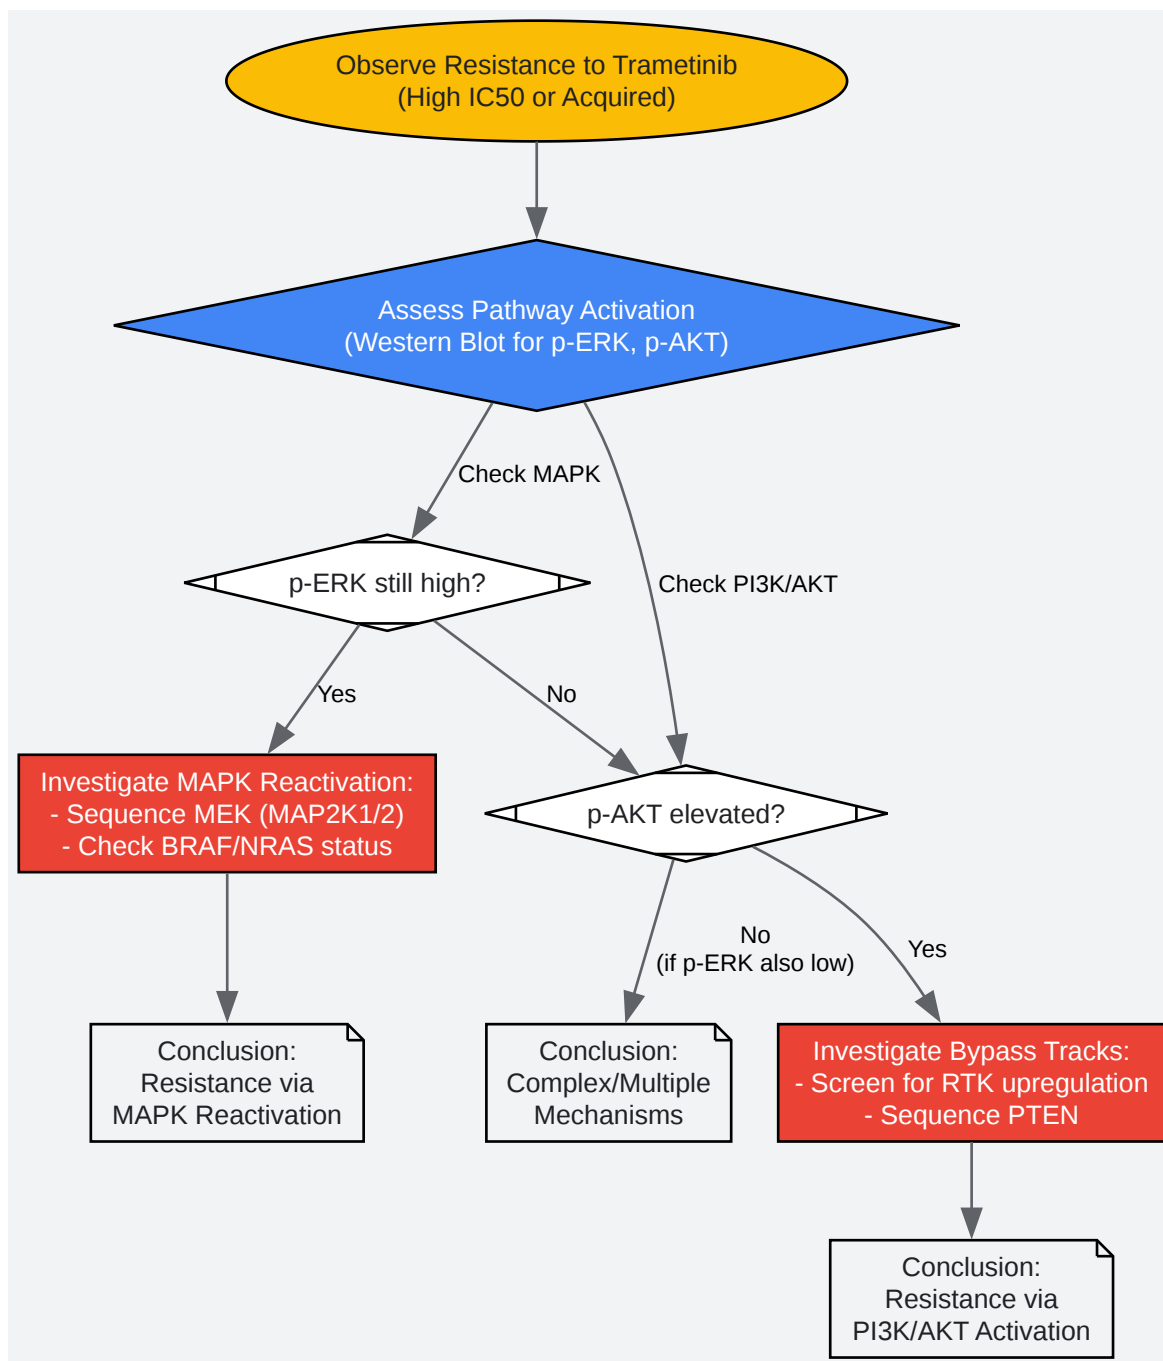 Observe Resistance to Trametinib
(High IC50 or Acquired)
Assess Pathway Activation
(Western Blot for p-ERK, p-AKT)
Check MAPK
Check PI3K/AKT
p-ERK still high?
Yes
No
Investigate MAPK Reactivation:
- Sequence MEK (MAP2K1/2)
- Check BRAF/NRAS status
p-AKT elevated?
No
(if p-ERK also low)
Yes
Conclusion:
Resistance via
MAPK Reactivation
Conclusion:
Complex/Multiple
Mechanisms
Investigate Bypass Tracks:
- Screen for RTK upregulation
- Sequence PTEN
Conclusion:
Resistance via
PI3K/AKT Activation